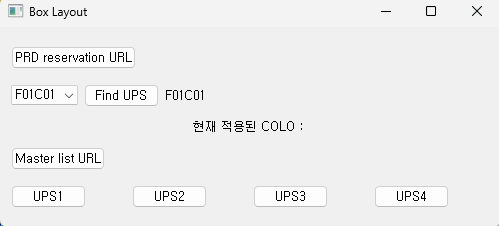 Box Layout
PRD reservation URL
F01C01 Find UPS F01C01
현재 적용된 COLO :
Master list URL
UPS1 UPS2 UPS3 UPS4